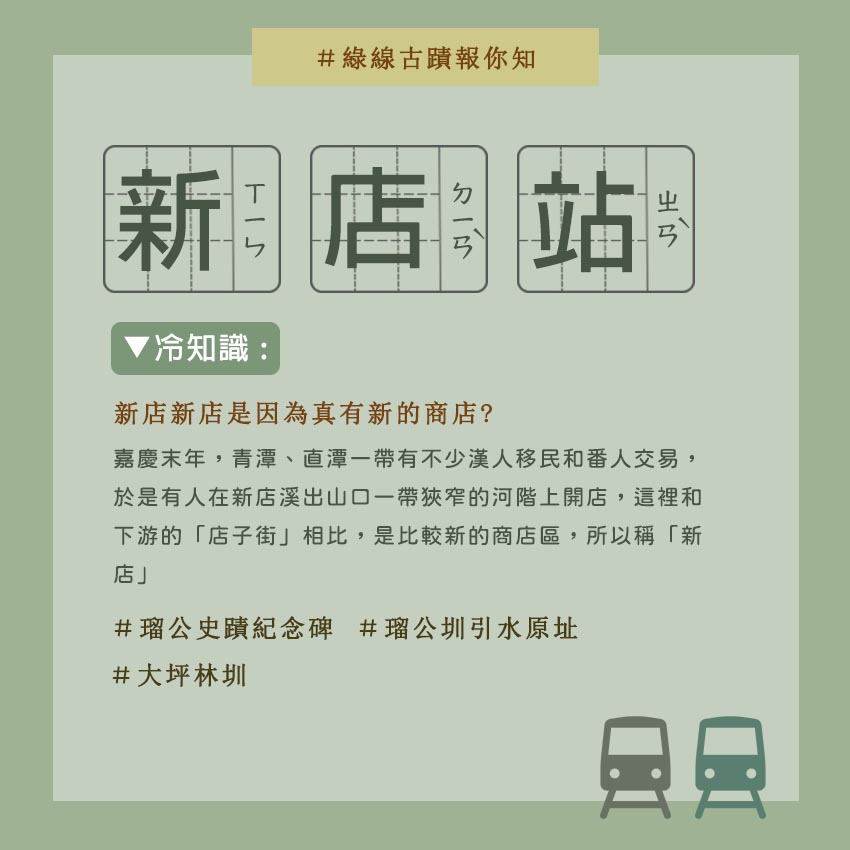 ＃綠線古蹟報你知
新 ㄒㄧㄣ 店 ㄉㄧㄢˋ 站 ㄓㄢˋ
▼冷知識：
新店新店是因為真有新的商店?
嘉慶末年，青潭、直潭一帶有不少漢人移民和番人交易，
於是有人在新店溪出山口一帶狹窄的河階上開店，這裡和
下游的「店子街」相比，是比較新的商店區，所以稱「新
店」
＃瑠公史蹟紀念碑 ＃瑠公圳引水原址
＃大坪林圳